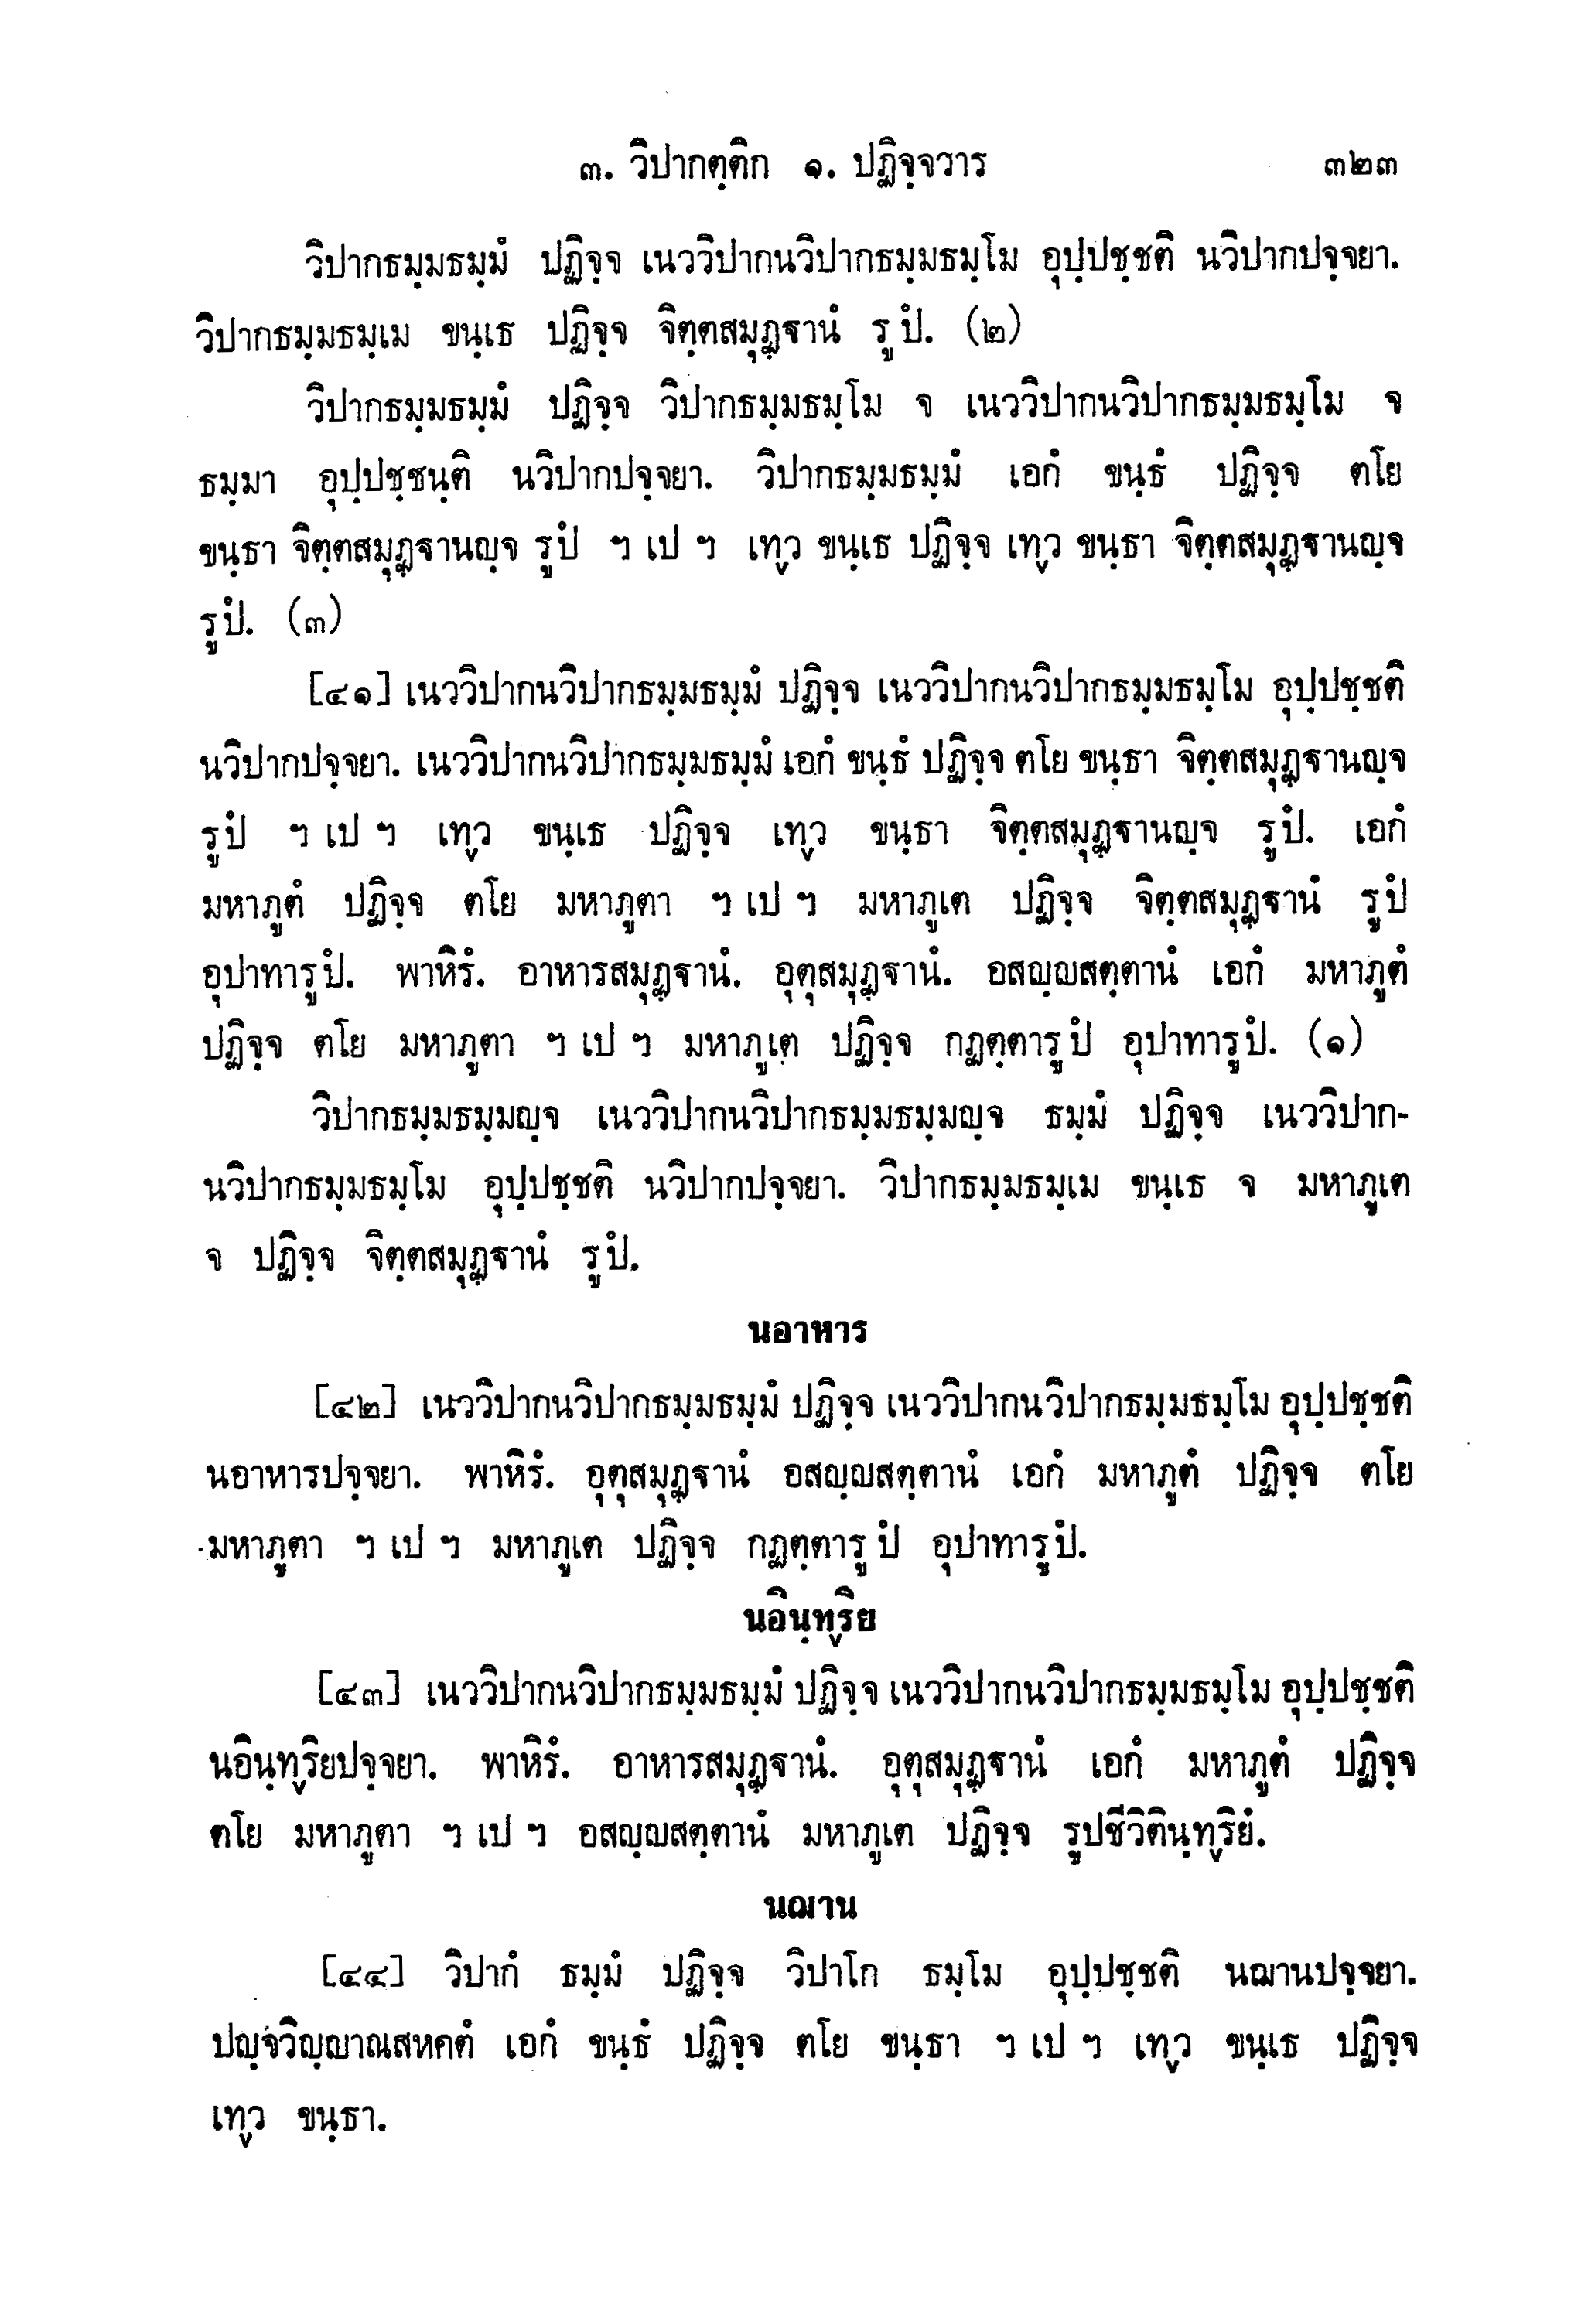 ๓. วิปากตฺติก ๑. ปฏิจฺจวาร ๓๒๓
วิปากธมฺมธมฺมํ ปฏิจฺจ เนววิปากนวิปากธมฺมธมฺโม อุปฺปชฺชติ นวิปากปจฺจยา.
วิปากธมฺมธมฺเม ขนฺเธ ปฏิจฺจ จิตฺตสมุฏฺฐานํ รูปํ. (๒)
วิปากธมฺมธมฺมํ ปฏิจฺจ วิปากธมฺมธมฺโม จ เนววิปากนวิปากธมฺมธมฺโม จ
ธมฺมา อุปฺปชฺชนฺติ นวิปากปจฺจยา. วิปากธมฺมธมฺมํ เอกํ ขนฺธํ ปฏิจฺจ ตโย
ขนฺธา จิตฺตสมุฏฺฐานญฺจ รูปํ ฯ เป ฯ เทฺว ขนฺเธ ปฏิจฺจ เทฺว ขนฺธา จิตฺตสมุฏฺฐานญฺจ
รูปํ. (๓)
[๔๑] เนววิปากนวิปากธมฺมธมฺมํ ปฏิจฺจ เนววิปากนวิปากธมฺมธมฺโม อุปฺปชฺชติ
นวิปากปจฺจยา. เนววิปากนวิปากธมฺมธมฺมํ เอกํ ขนฺธํ ปฏิจฺจ ตโย ขนฺธา จิตฺตสมุฏฺฐานญฺจ
รูปํ ฯ เป ฯ เทฺว ขนฺเธ ปฏิจฺจ เทฺว ขนฺธา จิตฺตสมุฏฺฐานญฺจ รูปํ. เอกํ
มหาภูตํ ปฏิจฺจ ตโย มหาภูตา ฯ เป ฯ มหาภูเต ปฏิจฺจ จิตฺตสมุฏฺฐานํ รูปํ
อุปาทารูปํ. พาหิรํ. อาหารสมุฏฺฐานํ. อุตุสมุฏฺฐานํ. อสญฺญสตฺตานํ เอกํ มหาภูตํ
ปฏิจฺจ ตโย มหาภูตา ฯ เป ฯ มหาภูเต ปฏิจฺจ กฏตฺตารูปํ อุปาทารูปํ. (๑)
วิปากธมฺมธมฺมญฺจ เนววิปากนวิปากธมฺมธมฺมญฺจ ธมฺมํ ปฏิจฺจ เนววิปาก-
นวิปากธมฺมธมฺโม อุปฺปชฺชติ นวิปากปจฺจยา. วิปากธมฺมธมฺเม ขนฺเธ จ มหาภูเต
จ ปฏิจฺจ จิตฺตสมุฏฺฐานํ รูปํ.
นอาหาร
[๔๒] เนววิปากนวิปากธมฺมธมฺมํ ปฏิจฺจ เนววิปากนวิปากธมฺมธมฺโม อุปฺปชฺชติ
นอาหารปจฺจยา. พาหิรํ. อุตุสมุฏฺฐานํ อสญฺญสตฺตานํ เอกํ มหาภูตํ ปฏิจฺจ ตโย
มหาภูตา ฯ เป ฯ มหาภูเต ปฏิจฺจ กฏตฺตารูปํ อุปาทารูปํ.
นอินฺทฺริย
[๔๓] เนววิปากนวิปากธมฺมธมฺมํ ปฏิจฺจ เนววิปากนวิปากธมฺมธมฺโม อุปฺปชฺชติ
นอินฺทฺริยปจฺจยา. พาหิรํ. อาหารสมุฏฺฐานํ. อุตุสมุฏฺฐานํ เอกํ มหาภูตํ ปฏิจฺจ
ตโย มหาภูตา ฯ เป ฯ อสญฺญสตฺตานํ มหาภูเต ปฏิจฺจ รูปชีวิตินฺทฺริยํ.
นฌาน
[๔๔] วิปากํ ธมฺมํ ปฏิจฺจ วิปาโก ธมฺโม อุปฺปชฺชติ นฌานปจฺจยา.
ปญฺจวิญฺญาณสหคตํ เอกํ ขนฺธํ ปฏิจฺจ ตโย ขนฺธา ฯ เป ฯ เทฺว ขนฺเธ ปฏิจฺจ
เทฺว ขนฺธา.